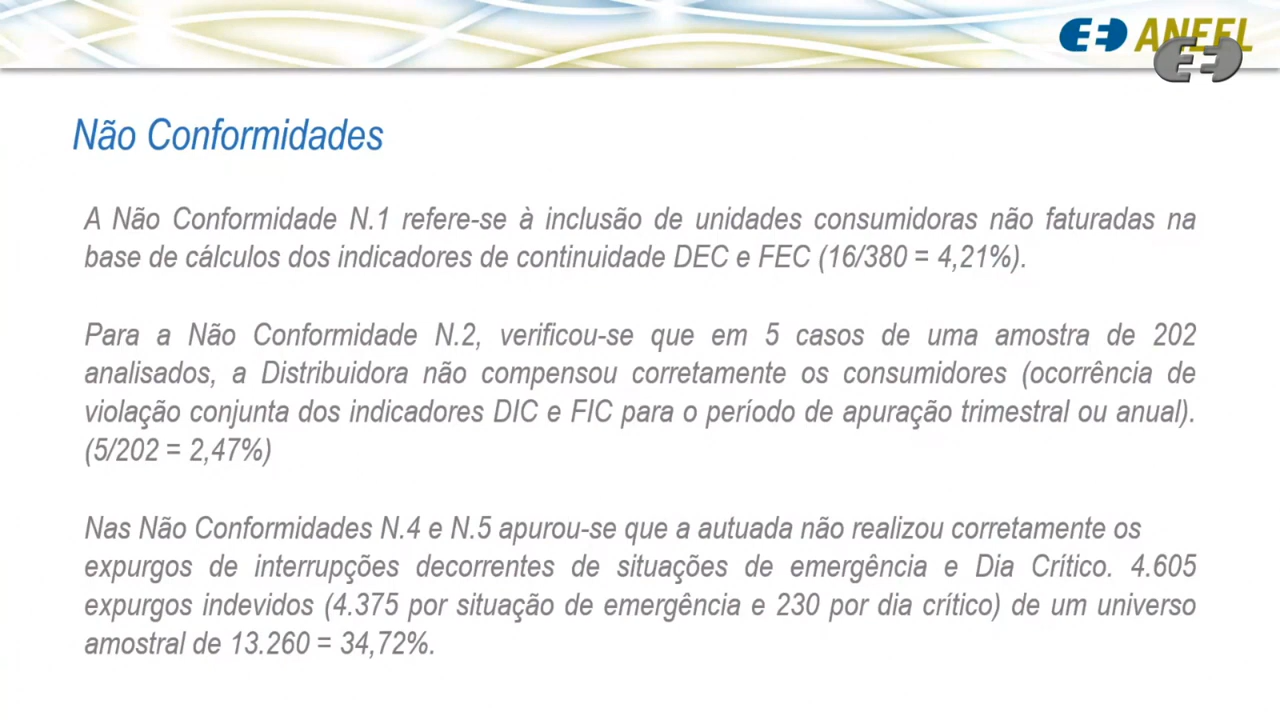 ANEEL
Não Conformidades
A Não Conformidade N.1 refere-se à inclusão de unidades consumidoras não faturadas na
base de cálculos dos indicadores de continuidade DEC e FEC (16/380 = 4,21%).
Para a Não Conformidade N.2, verificou-se que em 5 casos de uma amostra de 202
analisados, a Distribuidora não compensou corretamente os consumidores (ocorrência de
violação conjunta dos indicadores DIC e FIC para o período de apuração trimestral ou anual).
(5/202 = 2,47%)
Nas Não Conformidades N.4 e N.5 apurou-se que a autuada não realizou corretamente os
expurgos de interrupções decorrentes de situações de emergência e Dia Crítico. 4.605
expurgos indevidos (4.375 por situação de emergência e 230 por dia crítico) de um universo
amostral de 13.260 = 34,72%.